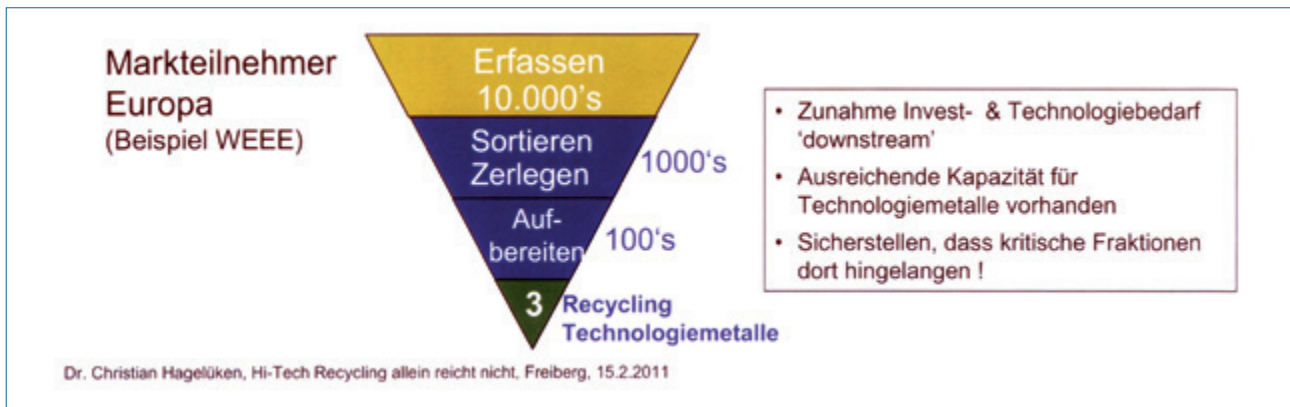 Markteilnehmer
Europa
(Beispiel WEEE)
Erfassen
10.000's
Sortieren
Zerlegen
1000's
Auf-
bereiten
100's
3
Recycling
Technologiemetalle
• Zunahme Invest- & Technologiebedarf
'downstream'
• Ausreichende Kapazität für
Technologiemetalle vorhanden
• Sicherstellen, dass kritische Fraktionen
dort hingelangen !
Dr. Christian Hagelüken, Hi-Tech Recycling allein reicht nicht, Freiberg, 15.2.2011